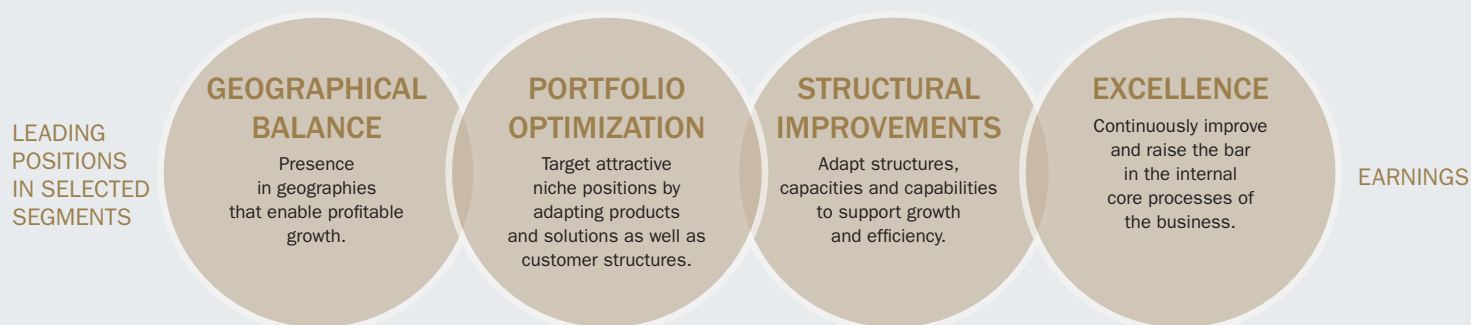 LEADING
POSITIONS
IN SELECTED
SEGMENTS
GEOGRAPHICAL
BALANCE
Presence
in geographies
that enable profitable
growth.
PORTFOLIO
OPTIMIZATION
Target attractive
niche positions by
adapting products
and solutions as well as
customer structures.
STRUCTURAL
IMPROVEMENTS
Adapt structures,
capacities and capabilities
to support growth
and efficiency.
EXCELLENCE
Continuously improve
and raise the bar
in the internal
core processes of
the business.
EARNINGS